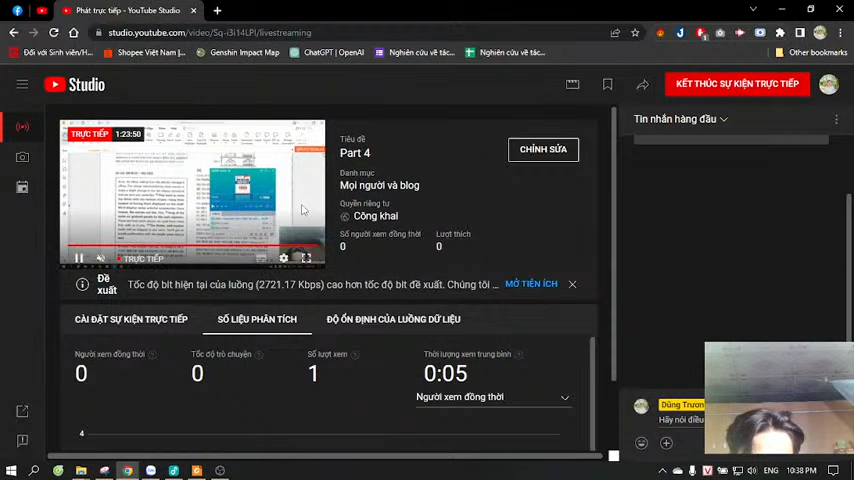 Phát trực tiếp - YouTube Studio
studio.youtube.com/video/Sq-i3i14LPI/livestreaming
Đối với Sinh viên/H...
Shopee Việt Nam |...
Genshin Impact Map
ChatGPT | OpenAI
Nghiên cứu về tác...
Nghiên cứu về tác...
Other bookmarks
Studio
KẾT THÚC SỰ KIỆN TRỰC TIẾP
TRỰC TIẾP 1:23:50
TRỰC TIẾP
Tiêu đề
Part 4
Danh mục
Mọi người và blog
Quyền riêng tư
Công khai
Số người xem đồng thời
Lượt thích
0
0
CHỈNH SỬA
Tin nhắn hàng đầu
Đề xuất
Tốc độ bit hiện tại của luồng (2721.17 Kbps) cao hơn tốc độ bit đề xuất. Chúng tôi ...
MỞ TIỆN ÍCH
CÀI ĐẶT SỰ KIỆN TRỰC TIẾP
SỐ LIỆU PHÂN TÍCH
ĐỘ ỔN ĐỊNH CỦA LUỒNG DỮ LIỆU
Người xem đồng thời
Tốc độ trò chuyện
Số lượt xem
Thời lượng xem trung bình
0
0
1
0:05
Người xem đồng thời
4
Dũng Trươn
Hãy nói điều
ENG
10:38 PM